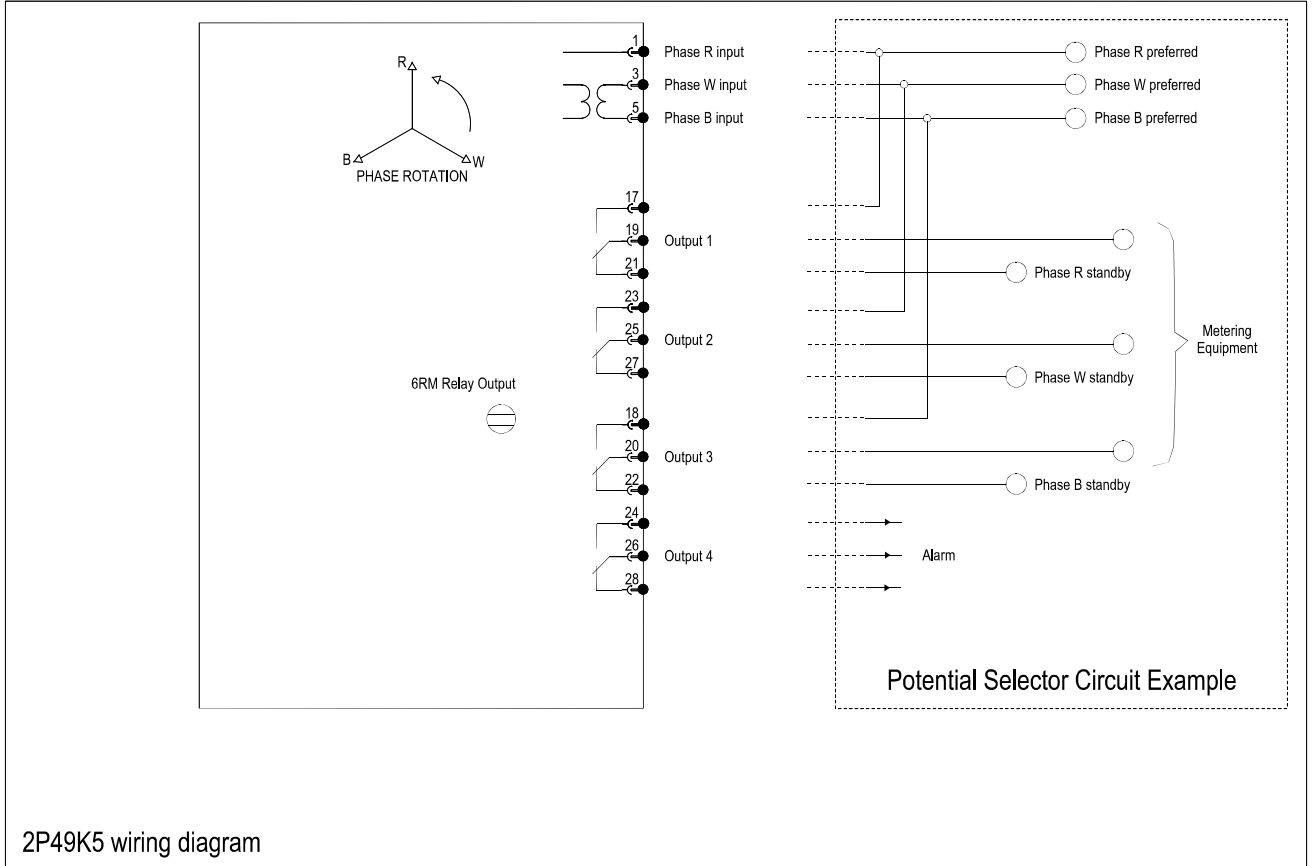 1
Phase R input
Phase R preferred
R
3
Phase W input
Phase W preferred
5
Phase B input
Phase B preferred
B
W
PHASE ROTATION
17
19
Output 1
21
Phase R standby
23
25
Output 2
Metering
Equipment
27
Phase W standby
6RM Relay Output
18
20
Output 3
22
Phase B standby
24
26
Output 4
Alarm
28
Potential Selector Circuit Example
2P49K5 wiring diagram